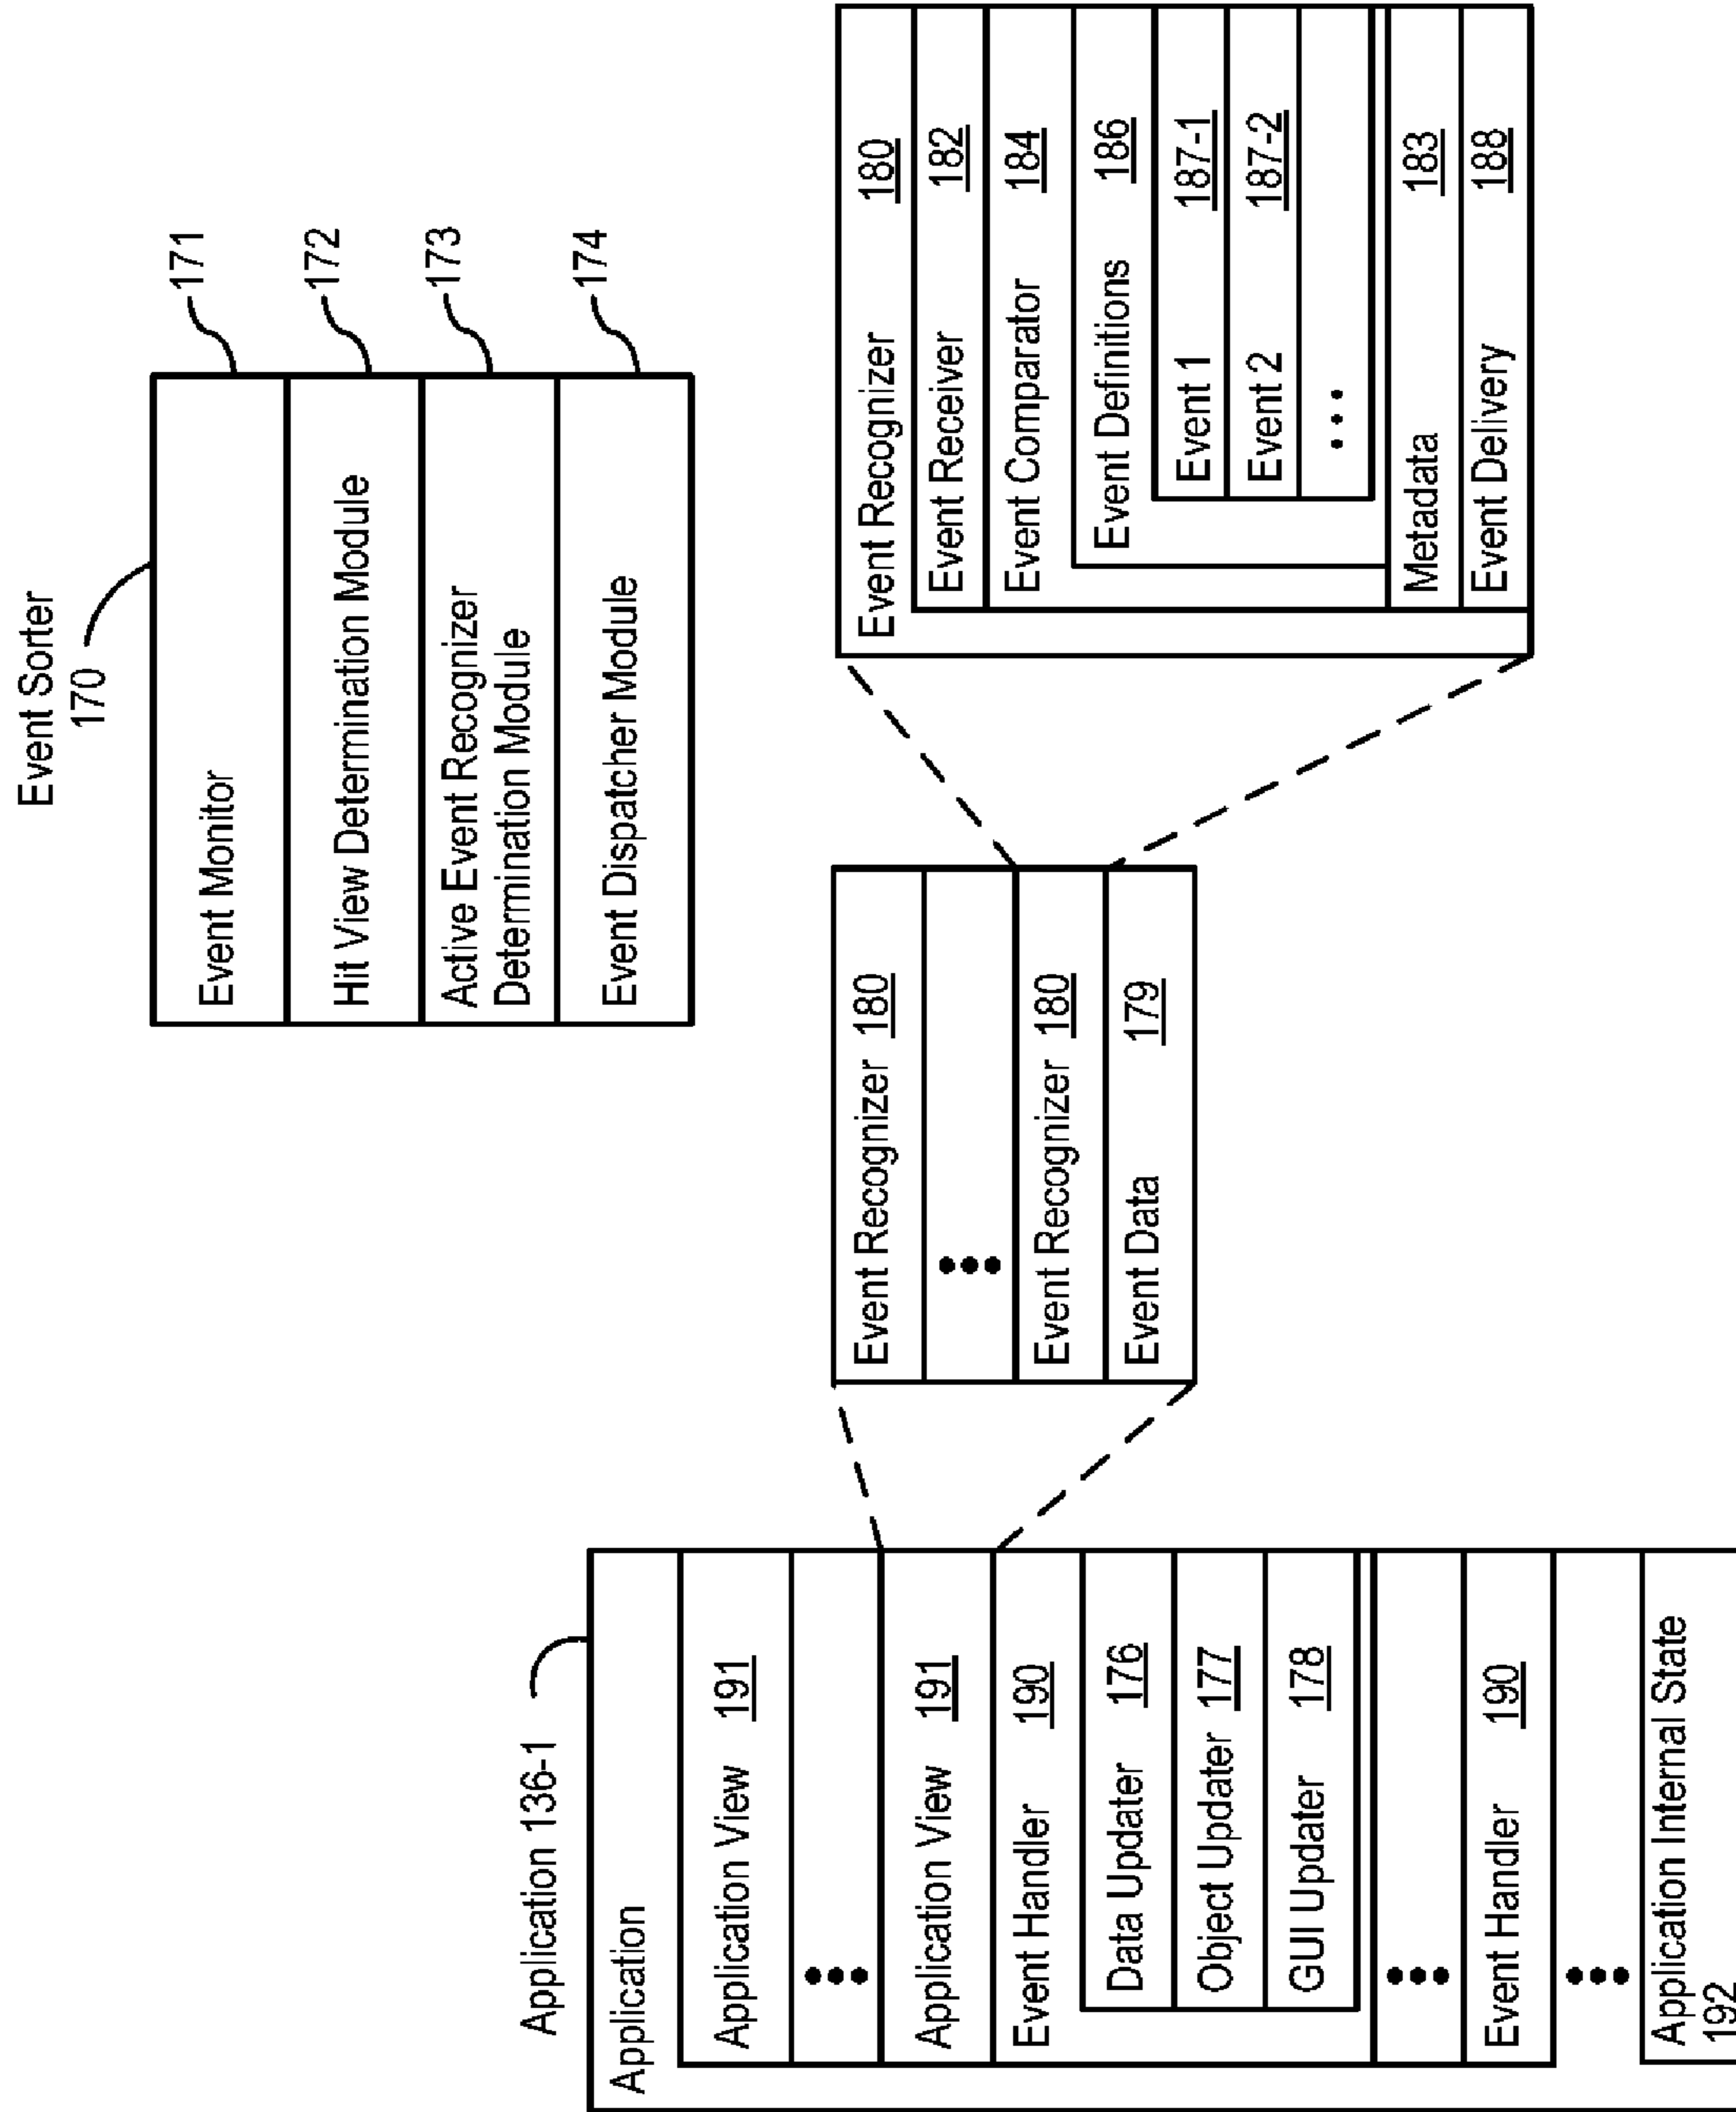 Event Sorter
170
Event Monitor
171
Hit View Determination Module
172
Active Event Recognizer
Determination Module
173
Event Dispatcher Module
174
Application 136-1
Application
Application View 191
•••
Application View 191
Event Handler 190
Data Updater 176
Object Updater 177
GUI Updater 178
•••
Event Handler 190
•••
Application Internal State
192
Event Recognizer 180
•••
Event Recognizer 180
Event Data 179
Event Recognizer 180
Event Receiver 182
Event Comparator 184
Event Definitions 186
Event 1 187-1
Event 2 187-2
•••
Metadata 183
Event Delivery 188